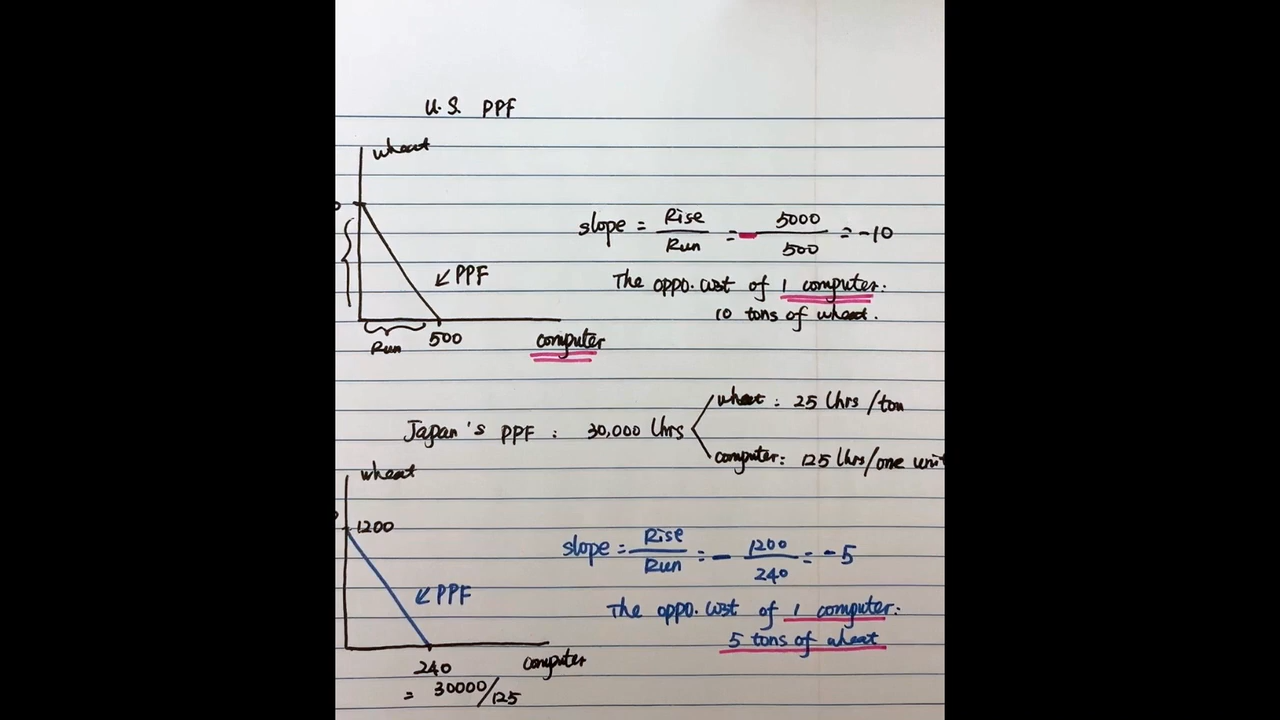 U.S. PPF
wheat
slope = Rise/Run = - 5000/500 = -10
↙ PPF
The oppo. cost of 1 computer:
10 tons of wheat.
Run
500
computer
wheat: 25 lhrs/ton
Japan's PPF: 30,000 lhrs
computer: 125 lhrs/one unit
wheat
1200
slope = Rise/Run = - 1200/240 = -5
↙ PPF
The oppo. cost of 1 computer:
5 tons of wheat
240
computer
= 30000/125